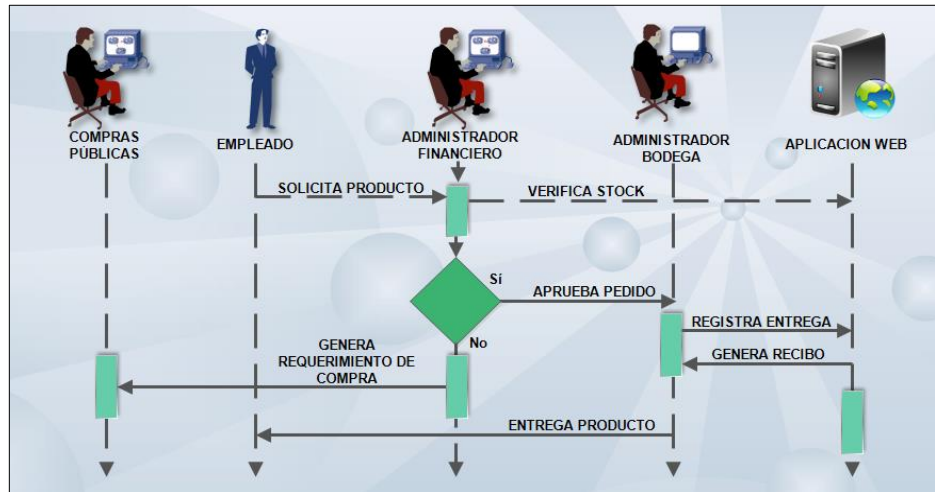 COMPRAS
PÚBLICAS
EMPLEADO
ADMINISTRADOR
FINANCIERO
ADMINISTRADOR
BODEGA
APLICACION WEB
SOLICITA PRODUCTO
VERIFICA STOCK
Sí
APRUEBA PEDIDO
REGISTRA ENTREGA
No
GENERA
REQUERIMIENTO DE
COMPRA
GENERA RECIBO
ENTREGA PRODUCTO